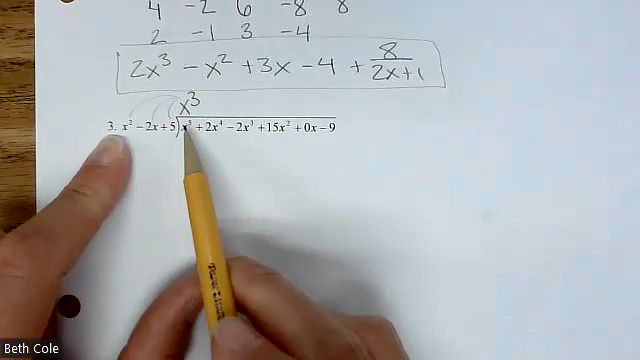 4 -2 6 -8 8
2 -1 3 -4
2x³ - x² + 3x - 4 + 8/(2x+1)
x³
3. x² - 2x + 5)x⁵ + 2x⁴ - 2x³ + 15x² + 0x - 9
Beth Cole